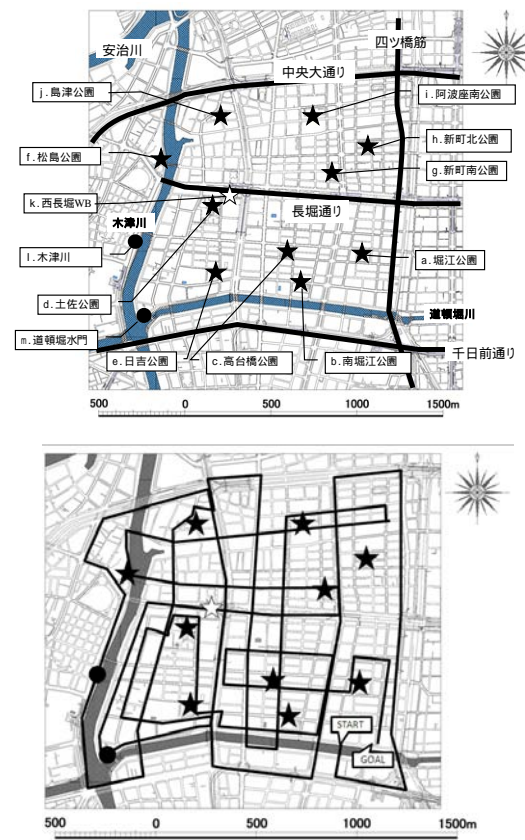 安治川
四ツ橋筋
中央大通り
j.島津公園
i.阿波座南公園
h.新町北公園
f.松島公園
g.新町南公園
k.西長堀WB
長堀通り
木津川
l.木津川
a.堀江公園
d.土佐公園
道頓堀川
m.道頓堀水門
e.日吉公園
c.高台橋公園
b.南堀江公園
千日前通り
500 0 500 1000 1500m
START
GOAL
500 0 500 1000 1500m